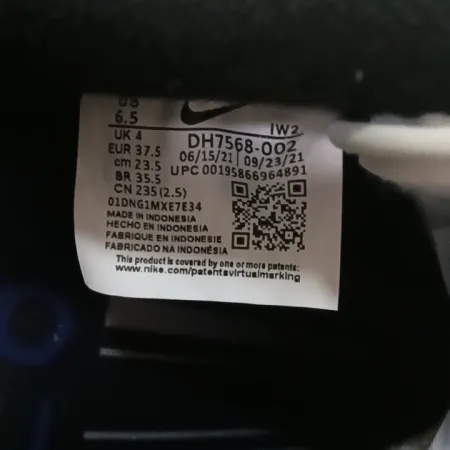 US
6.5
IW2
UK 4
DH7568-002
EUR 37.5
06/15/21 09/23/21
cm 23.5
UPC 00195866964891
BR 35.5
CN 235 (2.5)
01DNG1MXE7E34
MADE IN INDONESIA
HECHO EN INDONESIA
FABRIQUE EN INDONESIE
FABRICADO NA INDONÉSIA
This product is covered by one or more patents:
www.nike.com/patentsvirtualmarking